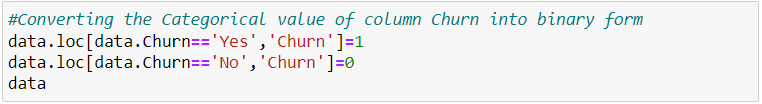 #Converting the Categorical value of column Churn into binary form
data.loc[data.Churn=='Yes','Churn']=1
data.loc[data.Churn=='No','Churn']=0
data